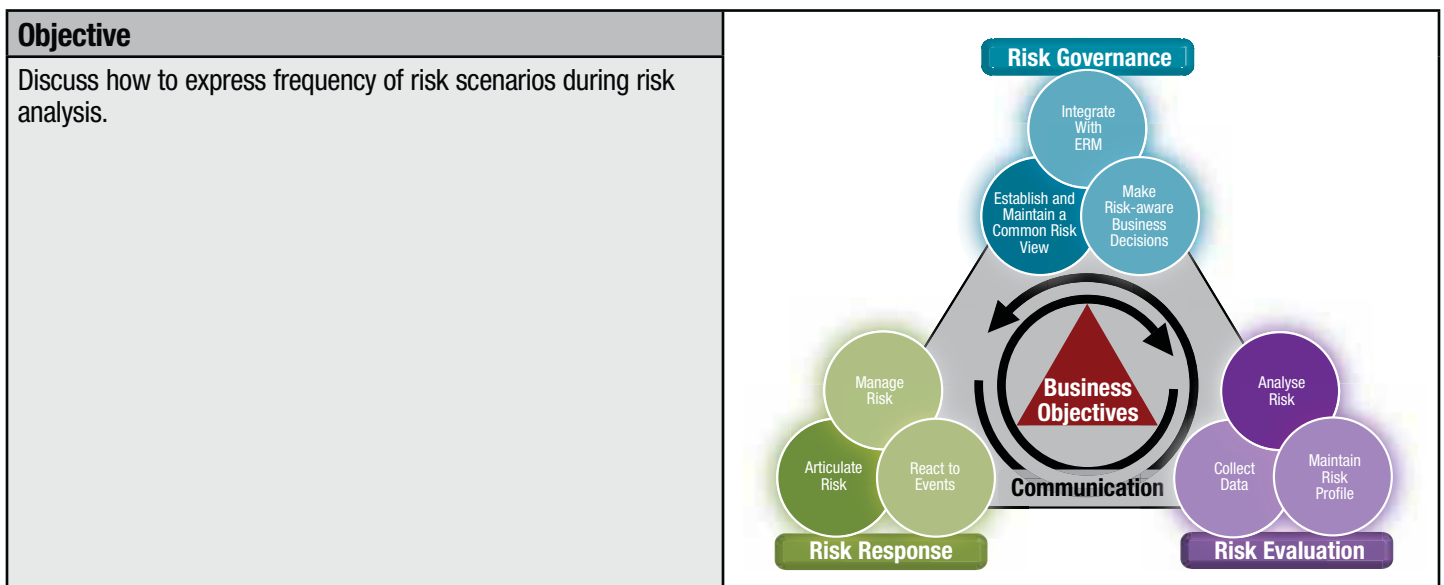 Objective
Discuss how to express frequency of risk scenarios during risk
analysis.
Risk Governance
Integrate
With
ERM
Establish and
Maintain a
Common Risk
View
Make
Risk-aware
Business
Decisions
Business
Objectives
Manage
Risk
Articulate
Risk
React to
Events
Communication
Analyse
Risk
Collect
Data
Maintain
Risk
Profile
Risk Response
Risk Evaluation